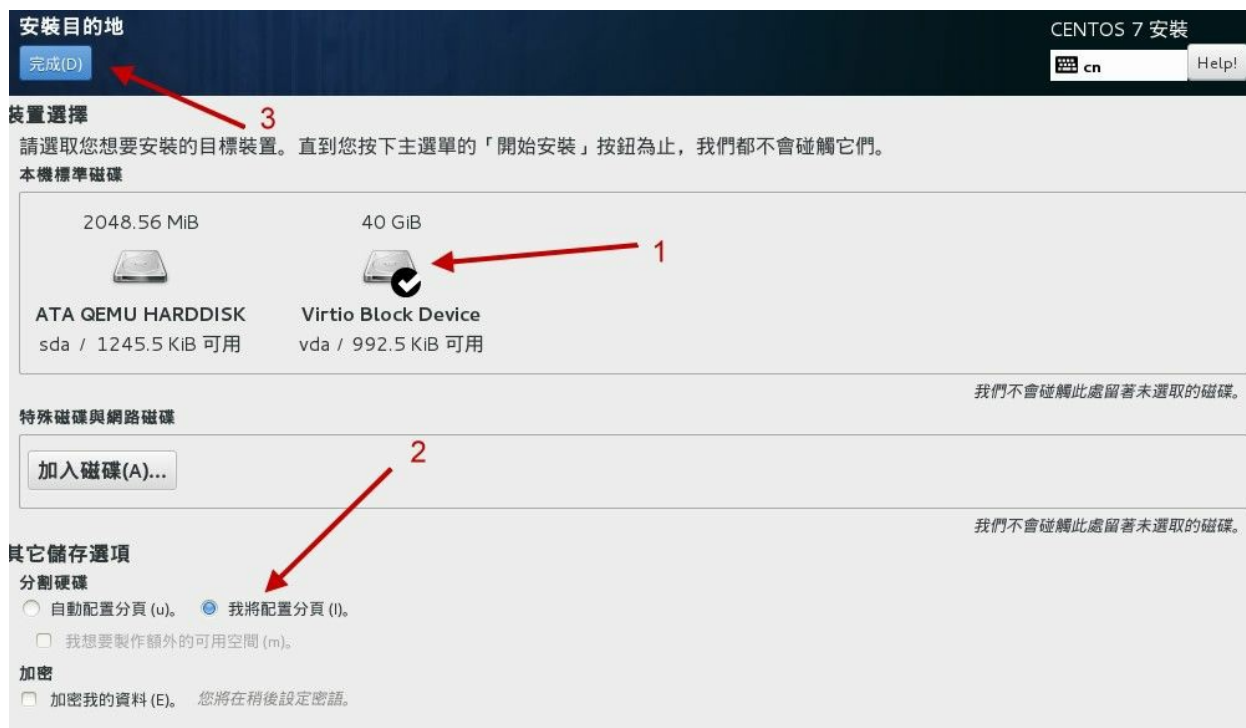 安裝目的地
CENTOS 7 安裝
完成(D)
cn
Help!
3
裝置選擇
請選取您想要安裝的目標裝置。直到您按下主選單的「開始安裝」按鈕為止，我們都不會碰觸它們。
本機標準磁碟
2048.56 MiB
40 GiB
1
ATA QEMU HARDDISK
Virtio Block Device
sda / 1245.5 KiB 可用
vda / 992.5 KiB 可用
我們不會碰觸此處留著未選取的磁碟。
特殊磁碟與網路磁碟
2
加入磁碟(A)...
我們不會碰觸此處留著未選取的磁碟。
其它儲存選項
分割硬碟
自動配置分頁(u)。 我將配置分頁(I)。
我想要製作額外的可用空間(m)。
加密
加密我的資料(E)。 您將在稍後設定密語。